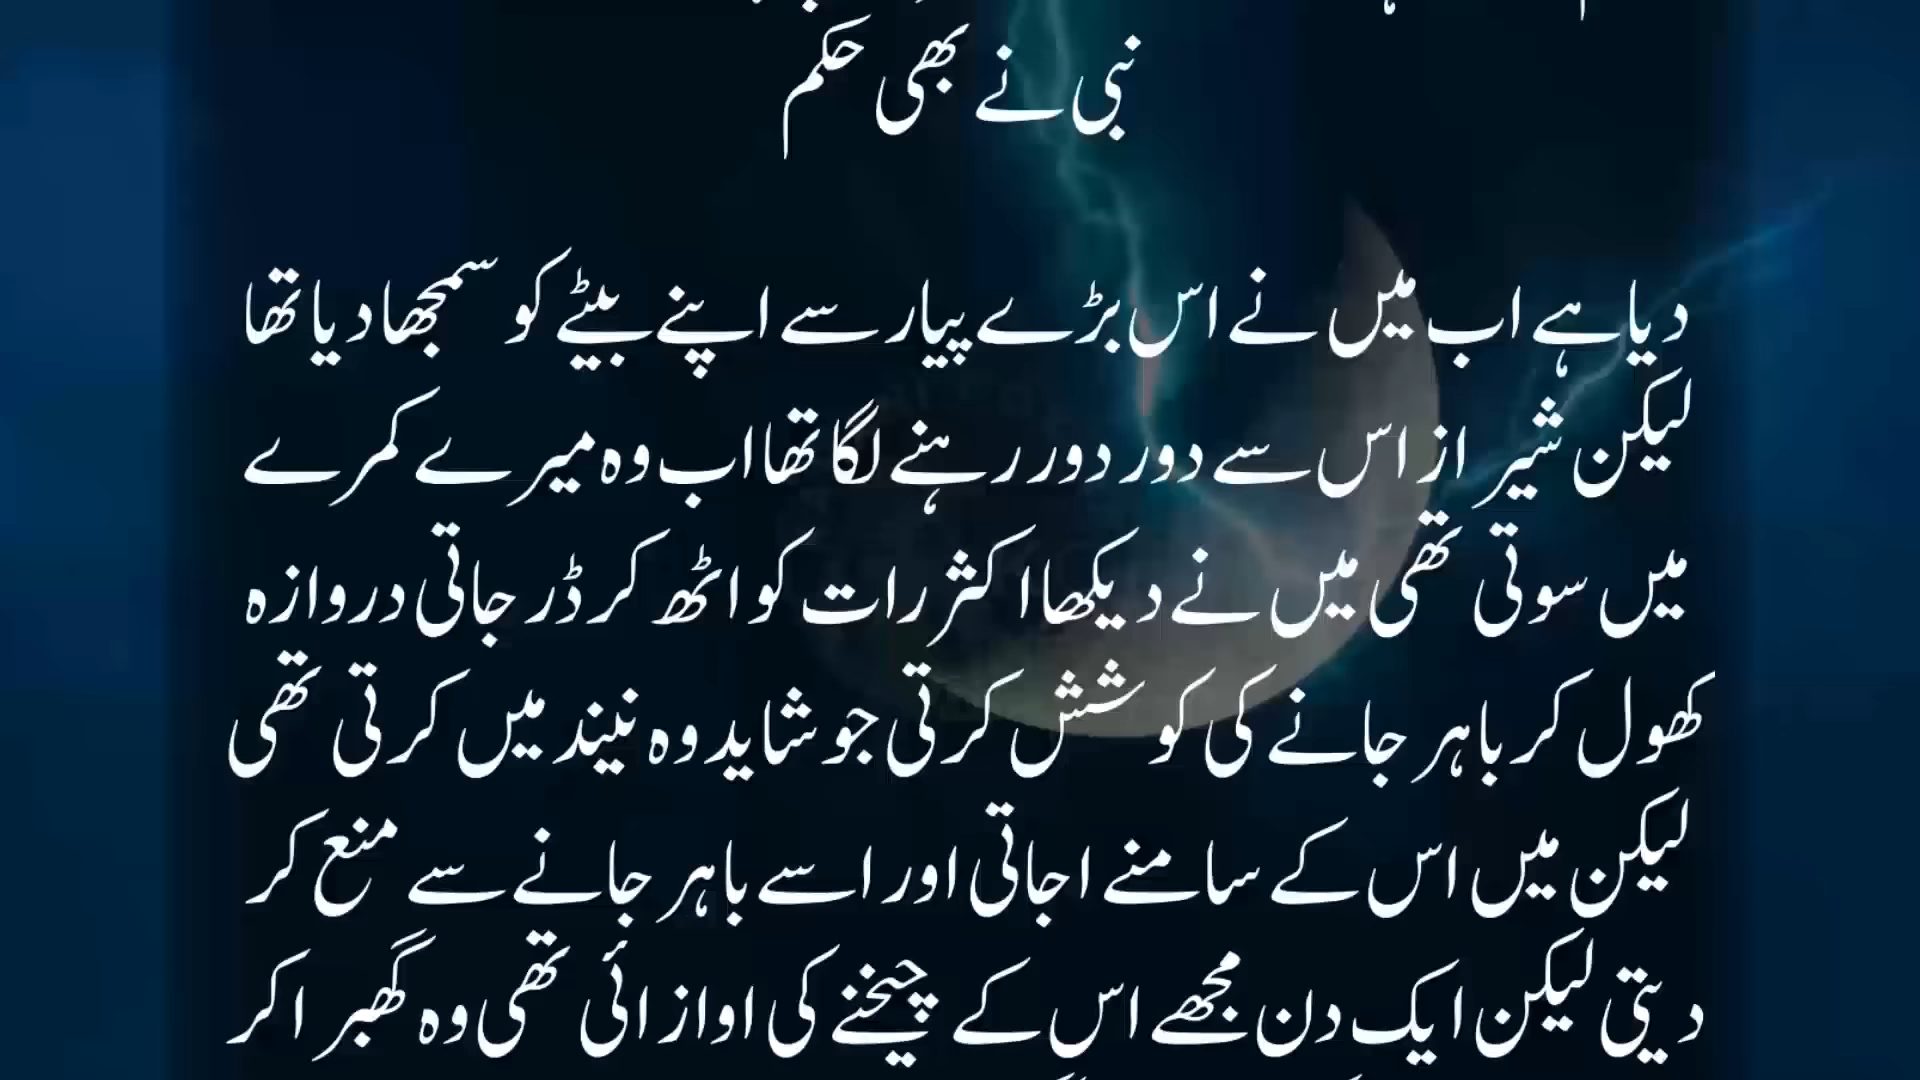 نبی نے بھی حکم
دیا ہے اب میں نے اس بڑے پیار سے اپنے بیٹے کو سمجھا دیا تھا
لیکن شیر از اس سے دور دور رہنے لگا تھا اب وہ میرے کمرے
میں سوتی تھی میں نے دیکھا اکثر رات کو اٹھ کر ڈر جاتی دروازہ
کھول کر باہر جانے کی کوشش کرتی جو شاید وہ نیند میں کرتی تھی
لیکن میں اس کے سامنے اجاتی اور اسے باہر جانے سے منع کر
دیتی لیکن ایک دن مجھے اس کے چیخنے کی اواز ائی تھی وہ گھبر اکر